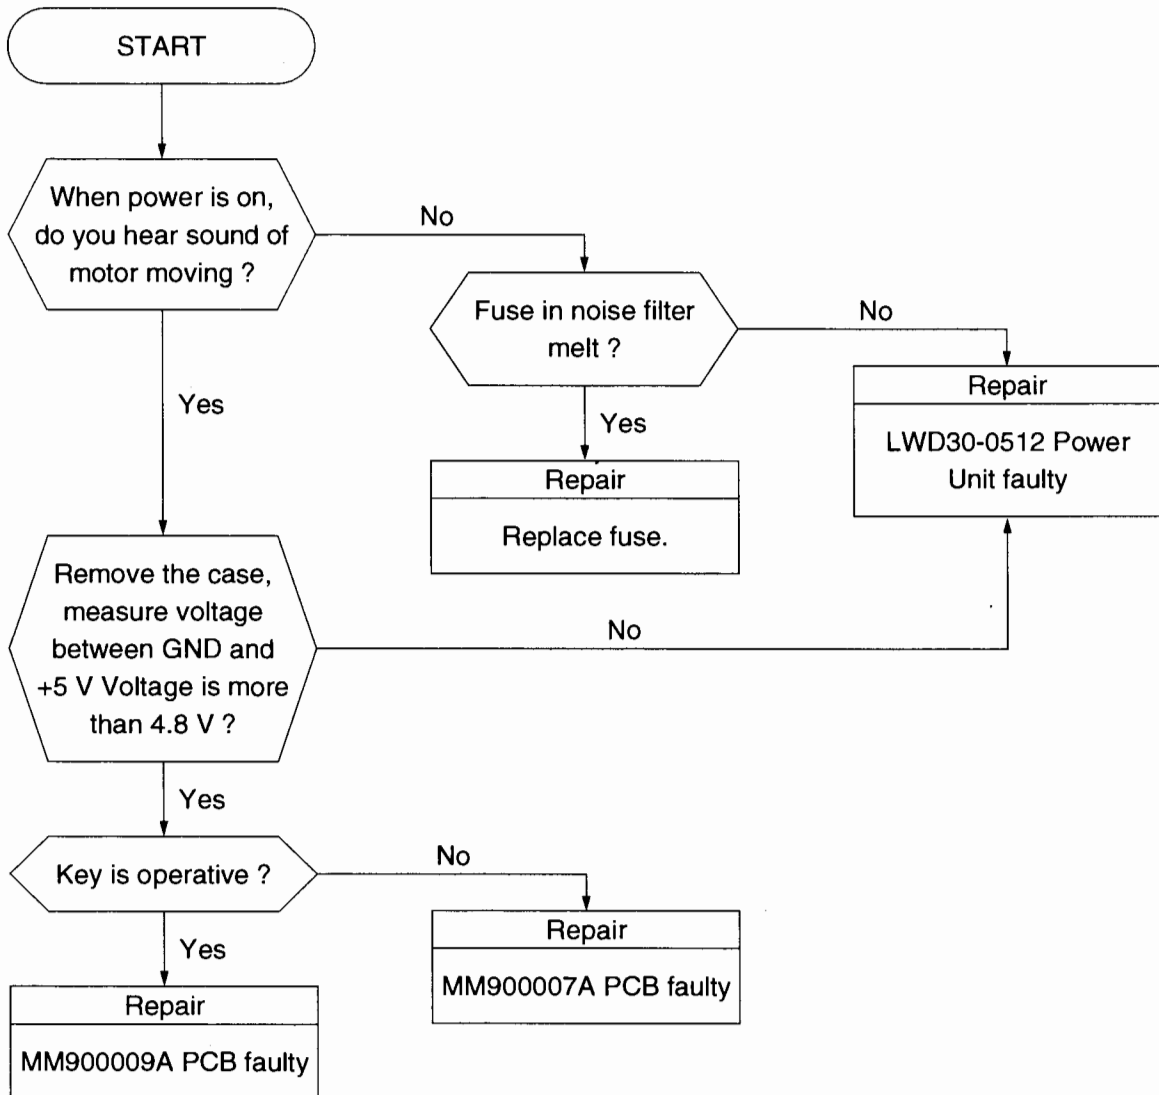 START
When power is on,
do you hear sound of
motor moving ?
No
Fuse in noise filter
melt ?
No
Repair
LWD30-0512 Power
Unit faulty
Yes
Yes
Repair
Replace fuse.
Remove the case,
measure voltage
between GND and
+5 V Voltage is more
than 4.8 V ?
No
Yes
Key is operative ?
No
Repair
MM900007A PCB faulty
Yes
Repair
MM900009A PCB faulty